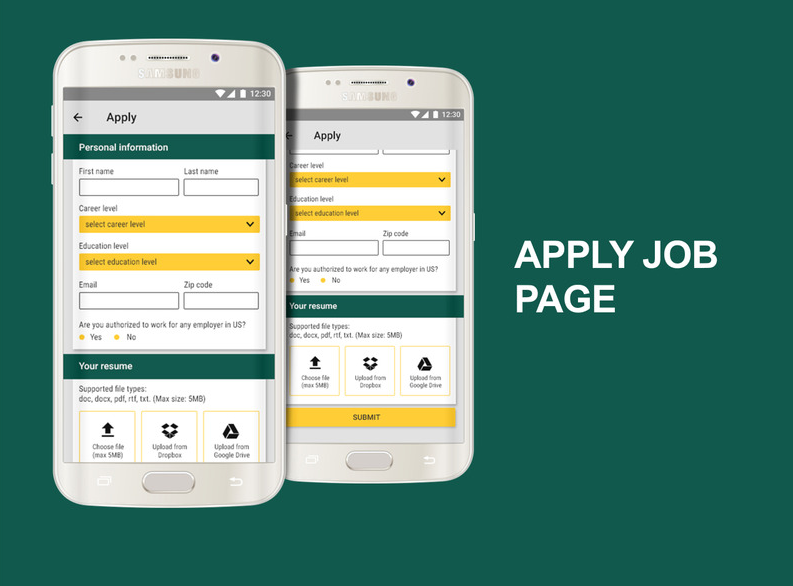 SAMSUNG
12:30
Apply
Personal information
First name Last name
Career level
select career level
Education level
select education level
Email Zip code
Are you authorized to work for any employer in US?
Yes No
Your resume
Supported file types:
doc, docx, pdf, rtf, txt. (Max size: 5MB)
Choose file
(max 5MB)
Upload from
Dropbox
Upload from
Google Drive
SAMSUNG
12:30
Apply
Career level
select career level
Education level
select education level
Email Zip code
Are you authorized to work for any employer in US?
Yes No
Your resume
Supported file types:
doc, docx, pdf, rtf, txt. (Max size: 5MB)
Choose file
(max 5MB)
Upload from
Dropbox
Upload from
Google Drive
SUBMIT
APPLY JOB
PAGE